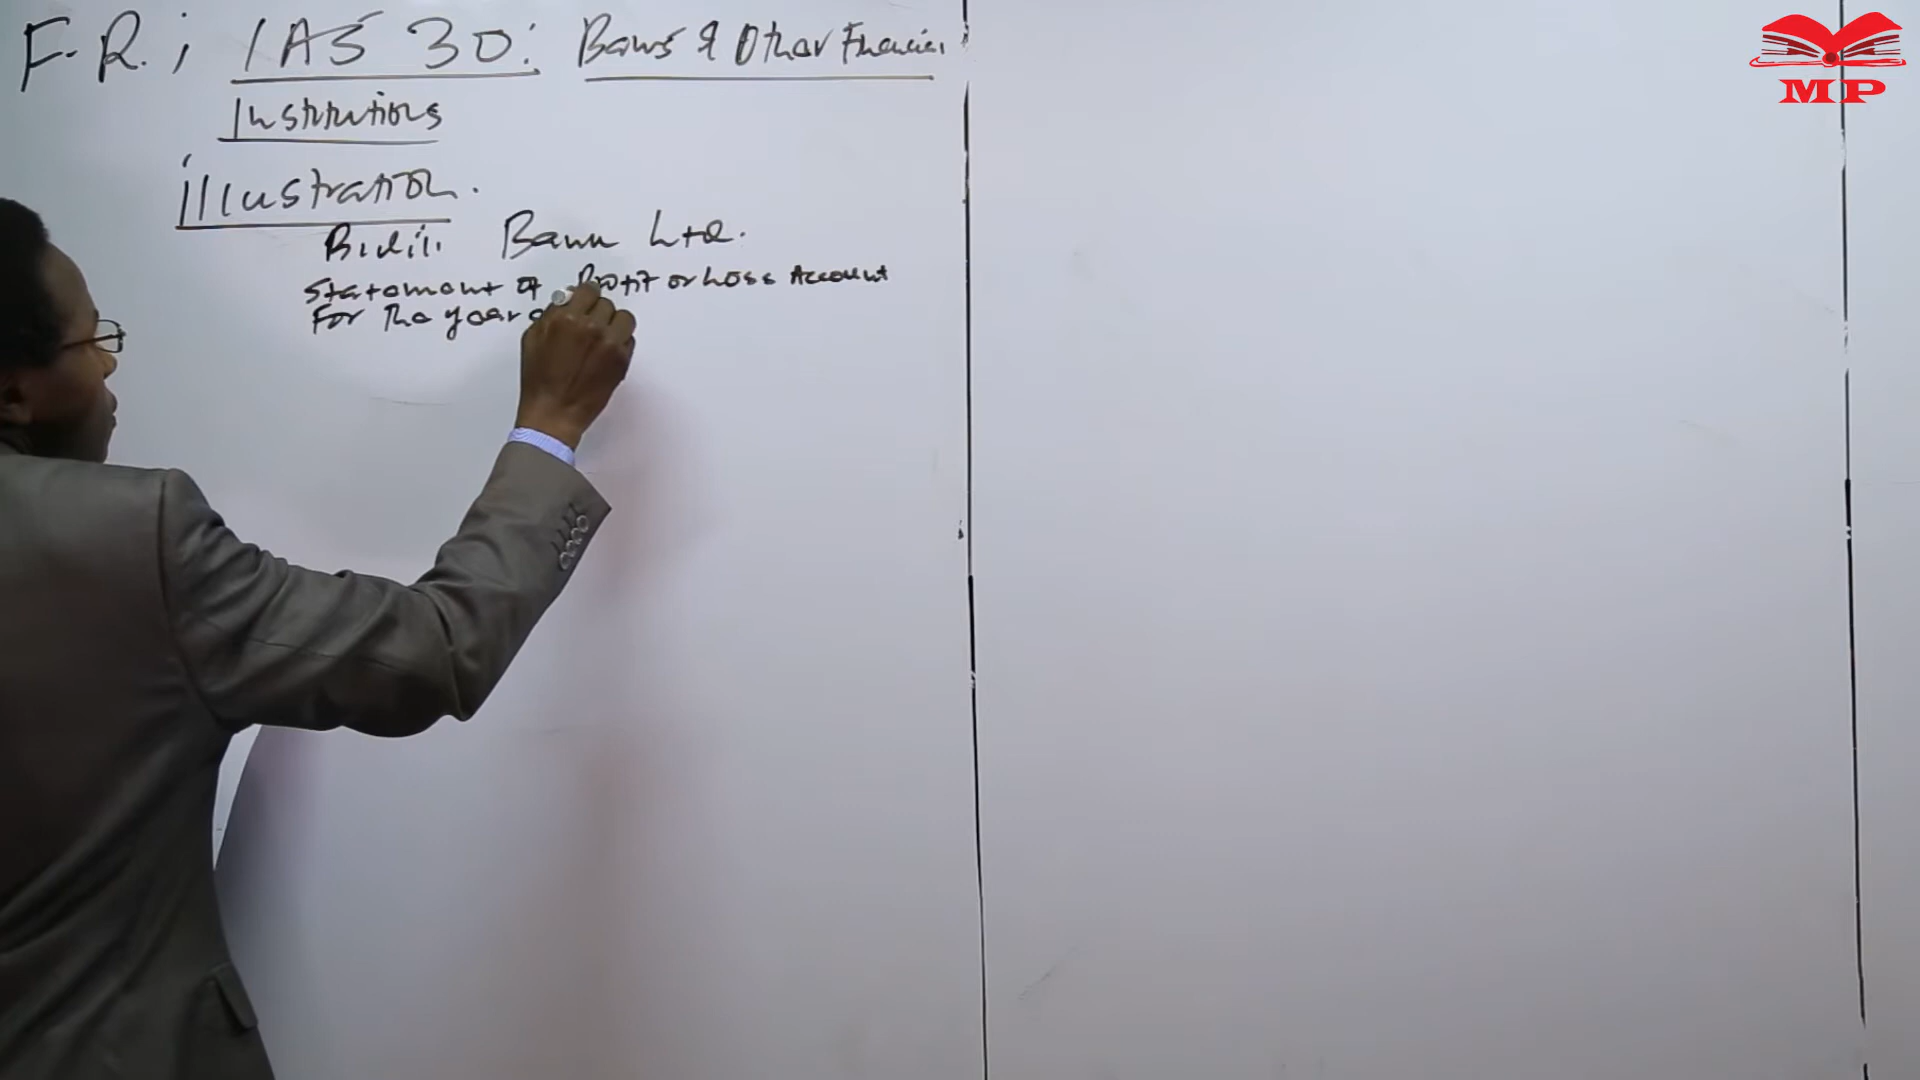 F.R.; IAS 30: Banks & Other Financial
Institutions
illustration.
Bank Ltd.
Statement of Profit or Loss Account
For the year
MP